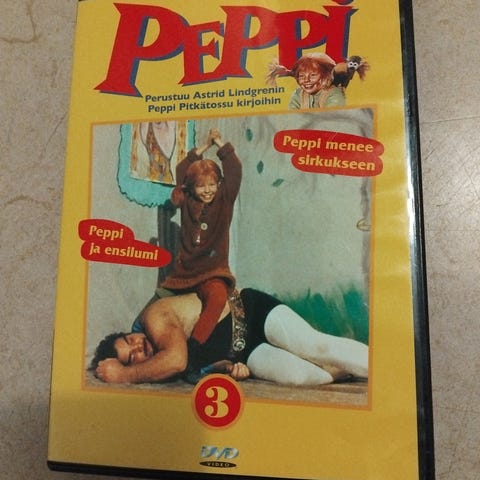 PEPPI
Perustuu Astrid Lindgrenin
Peppi Pitkätossu kirjoihin
Peppi menee
sirkukseen
Peppi
ja ensilumi
3
DVD
VIDEO